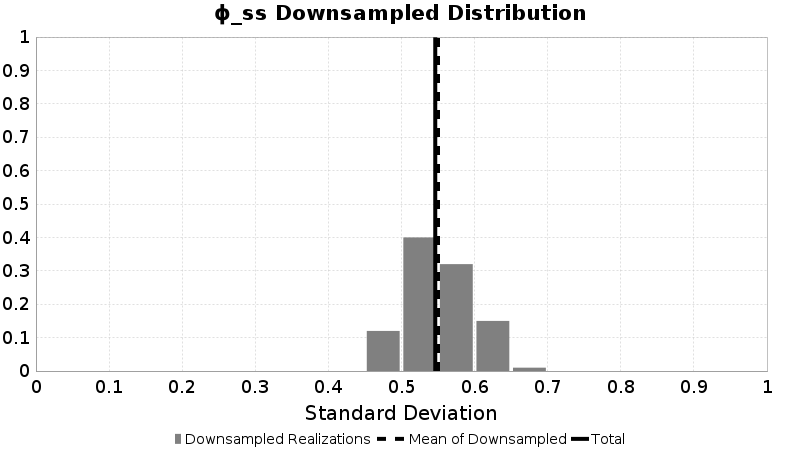 ϕ_ss Downsampled Distribution
1
0.9
0.8
0.7
0.6
0.5
0.4
0.3
0.2
0.1
0
0 0.1 0.2 0.3 0.4 0.5 0.6 0.7 0.8 0.9 1
Standard Deviation
Downsampled Realizations Mean of Downsampled Total